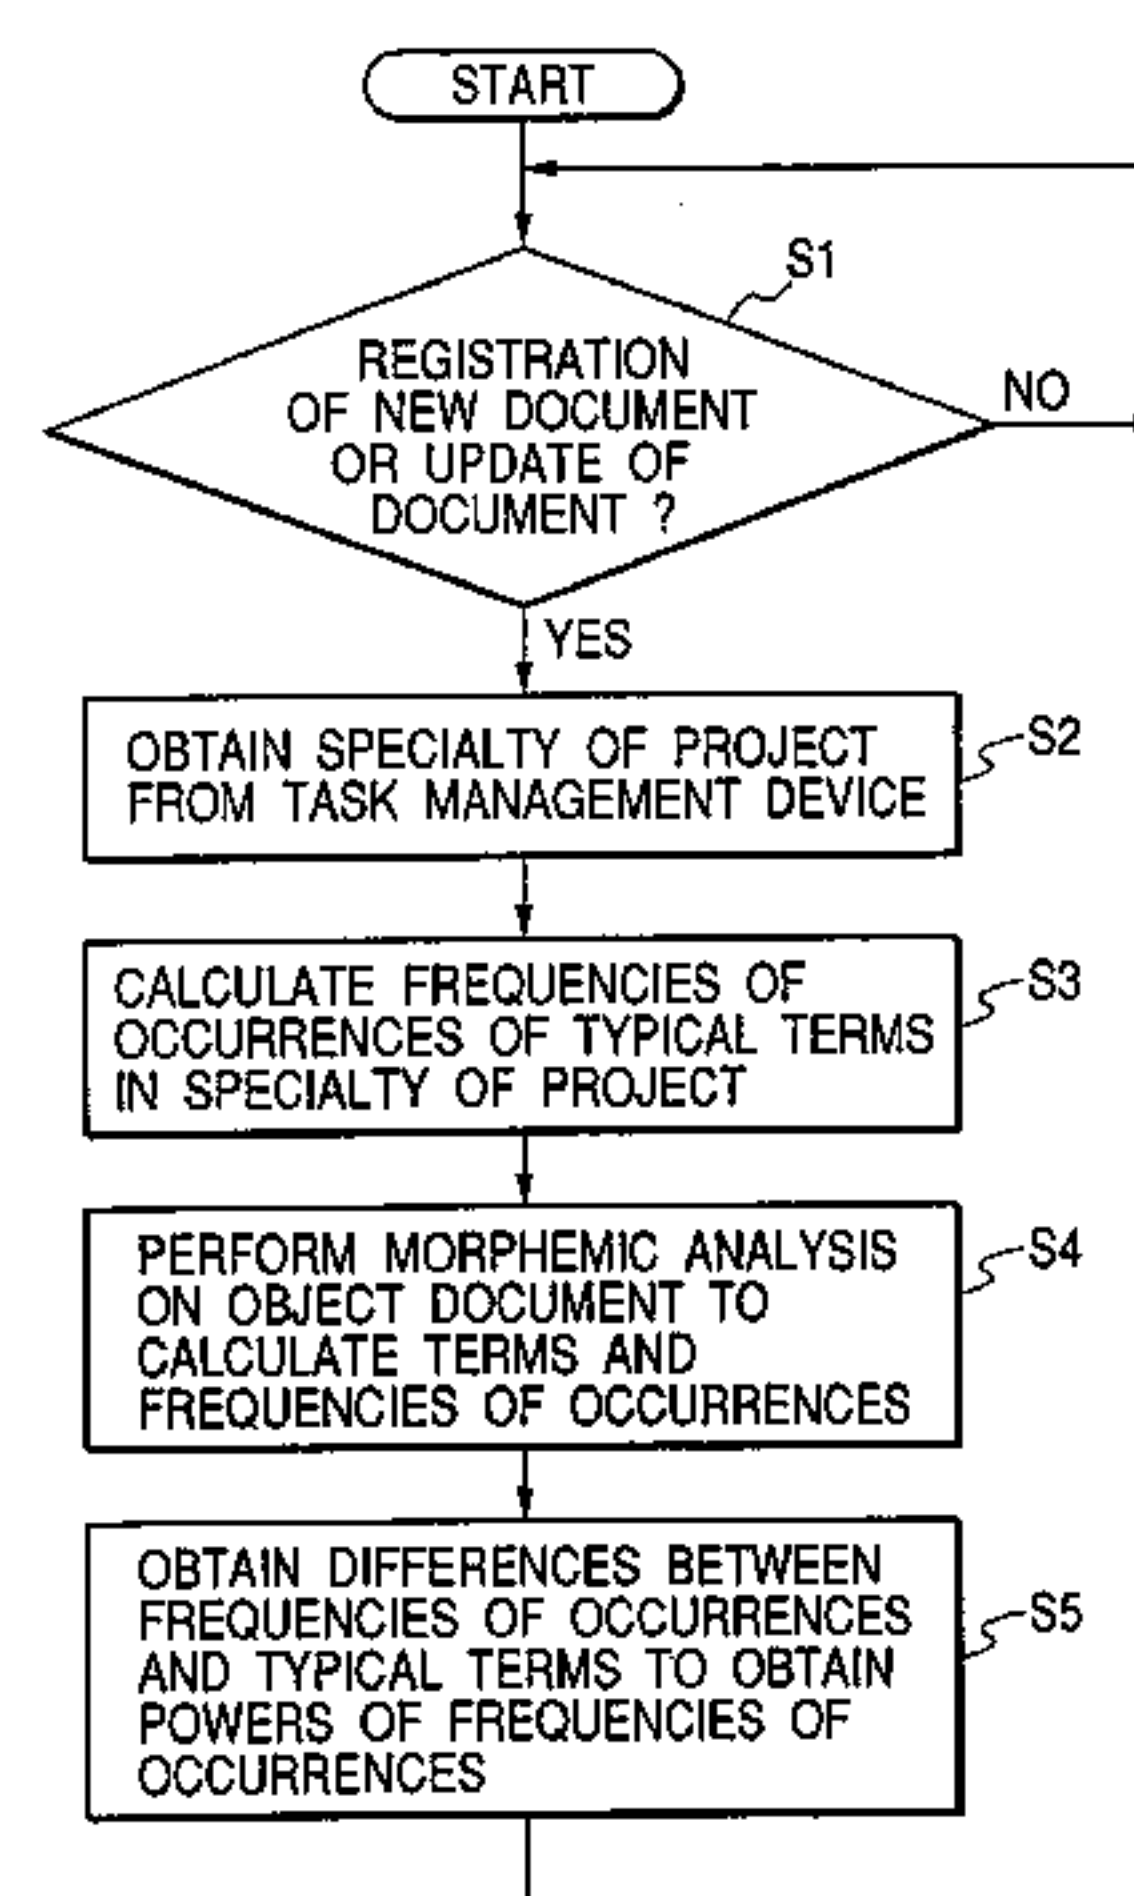 START
S1
REGISTRATION
OF NEW DOCUMENT
OR UPDATE OF
DOCUMENT ?
NO
YES
OBTAIN SPECIALTY OF PROJECT
FROM TASK MANAGEMENT DEVICE
S2
CALCULATE FREQUENCIES OF
OCCURRENCES OF TYPICAL TERMS
IN SPECIALTY OF PROJECT
S3
PERFORM MORPHEMIC ANALYSIS
ON OBJECT DOCUMENT TO
CALCULATE TERMS AND
FREQUENCIES OF OCCURRENCES
S4
OBTAIN DIFFERENCES BETWEEN
FREQUENCIES OF OCCURRENCES
AND TYPICAL TERMS TO OBTAIN
POWERS OF FREQUENCIES OF
OCCURRENCES
S5